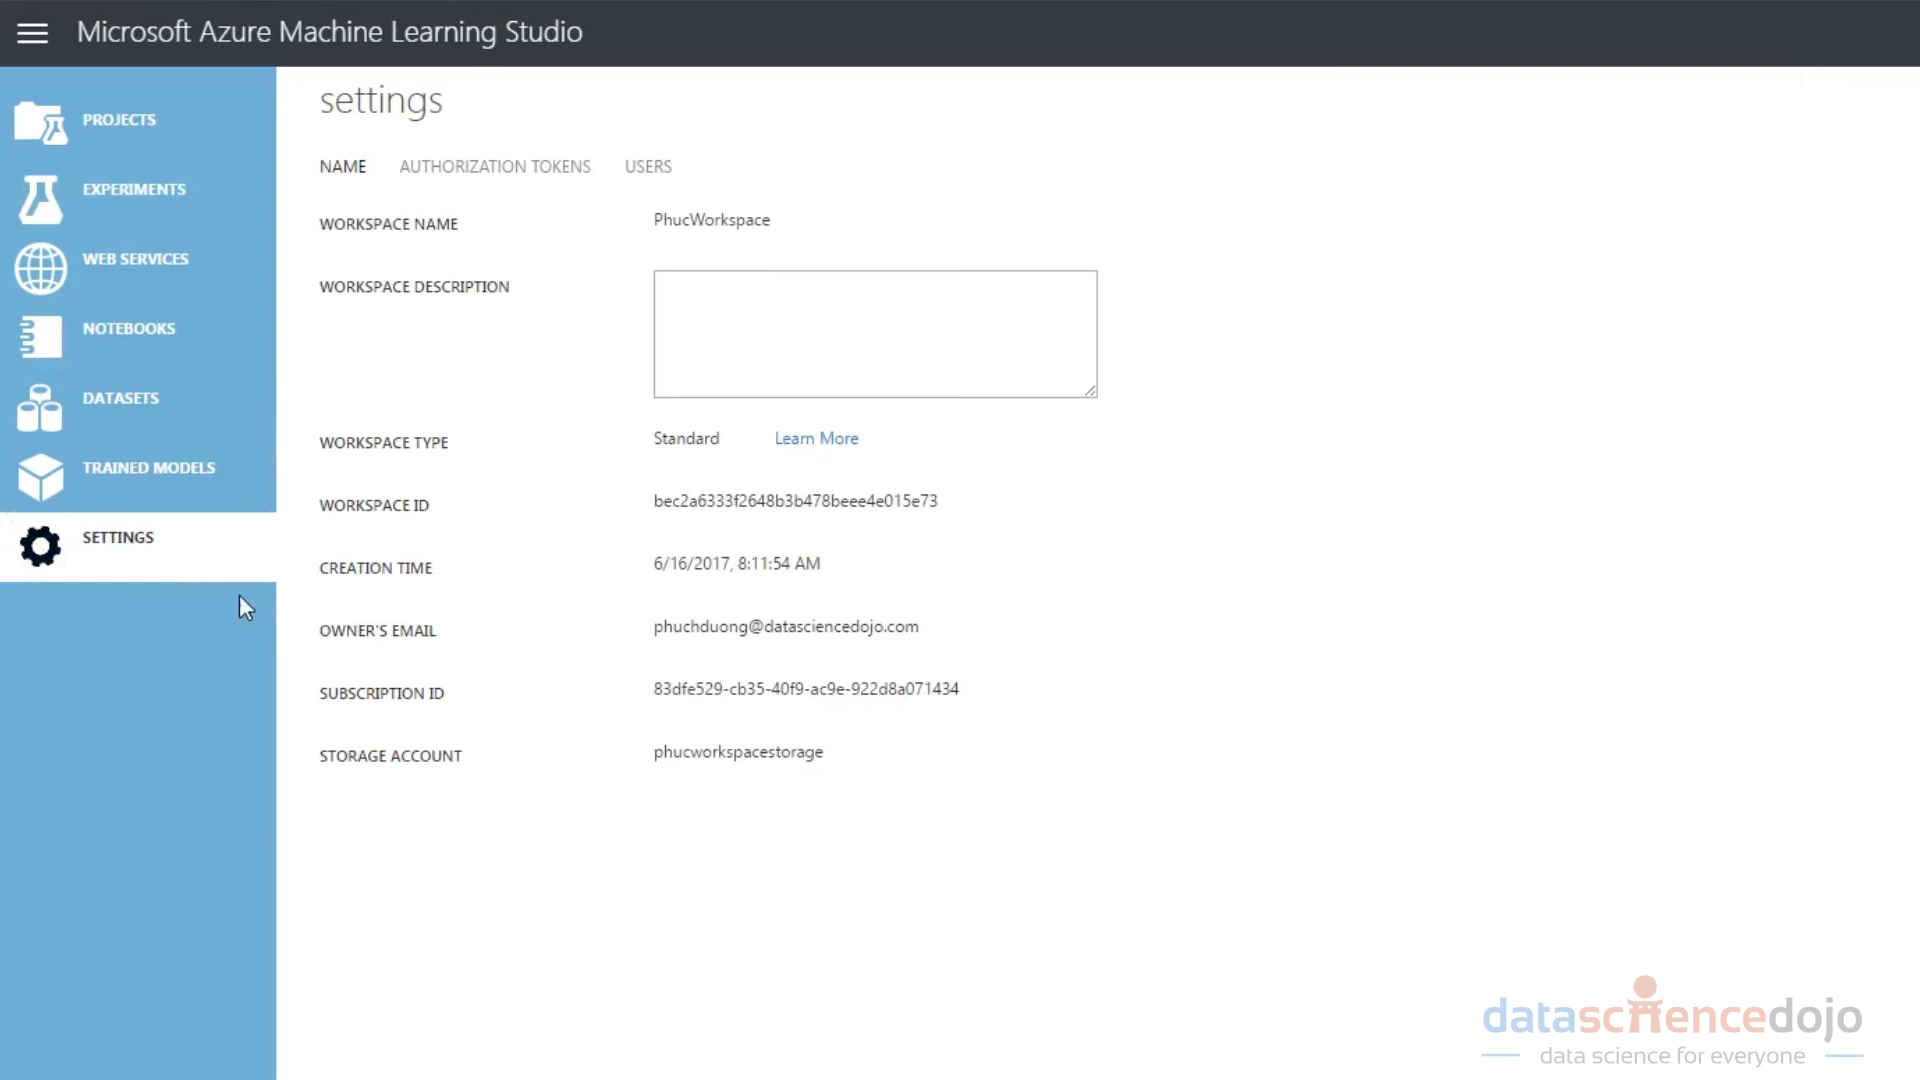 Microsoft Azure Machine Learning Studio
PROJECTS
EXPERIMENTS
WEB SERVICES
NOTEBOOKS
DATASETS
TRAINED MODELS
SETTINGS
settings
NAME AUTHORIZATION TOKENS USERS
WORKSPACE NAME PhucWorkspace
WORKSPACE DESCRIPTION
WORKSPACE TYPE Standard Learn More
WORKSPACE ID bec2a6333f2648b3b478beee4e015e73
CREATION TIME 6/16/2017, 8:11:54 AM
OWNER'S EMAIL phuchduong@datasciencedojo.com
SUBSCRIPTION ID 83dfe529-cb35-40f9-ac9e-922d8a071434
STORAGE ACCOUNT phucworkspacestorage
datasciencedojo
data science for everyone